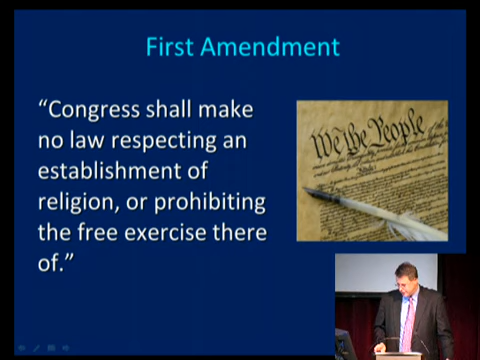 First Amendment
“Congress shall make
no law respecting an
establishment of
religion, or prohibiting
the free exercise there
of.”
We the People